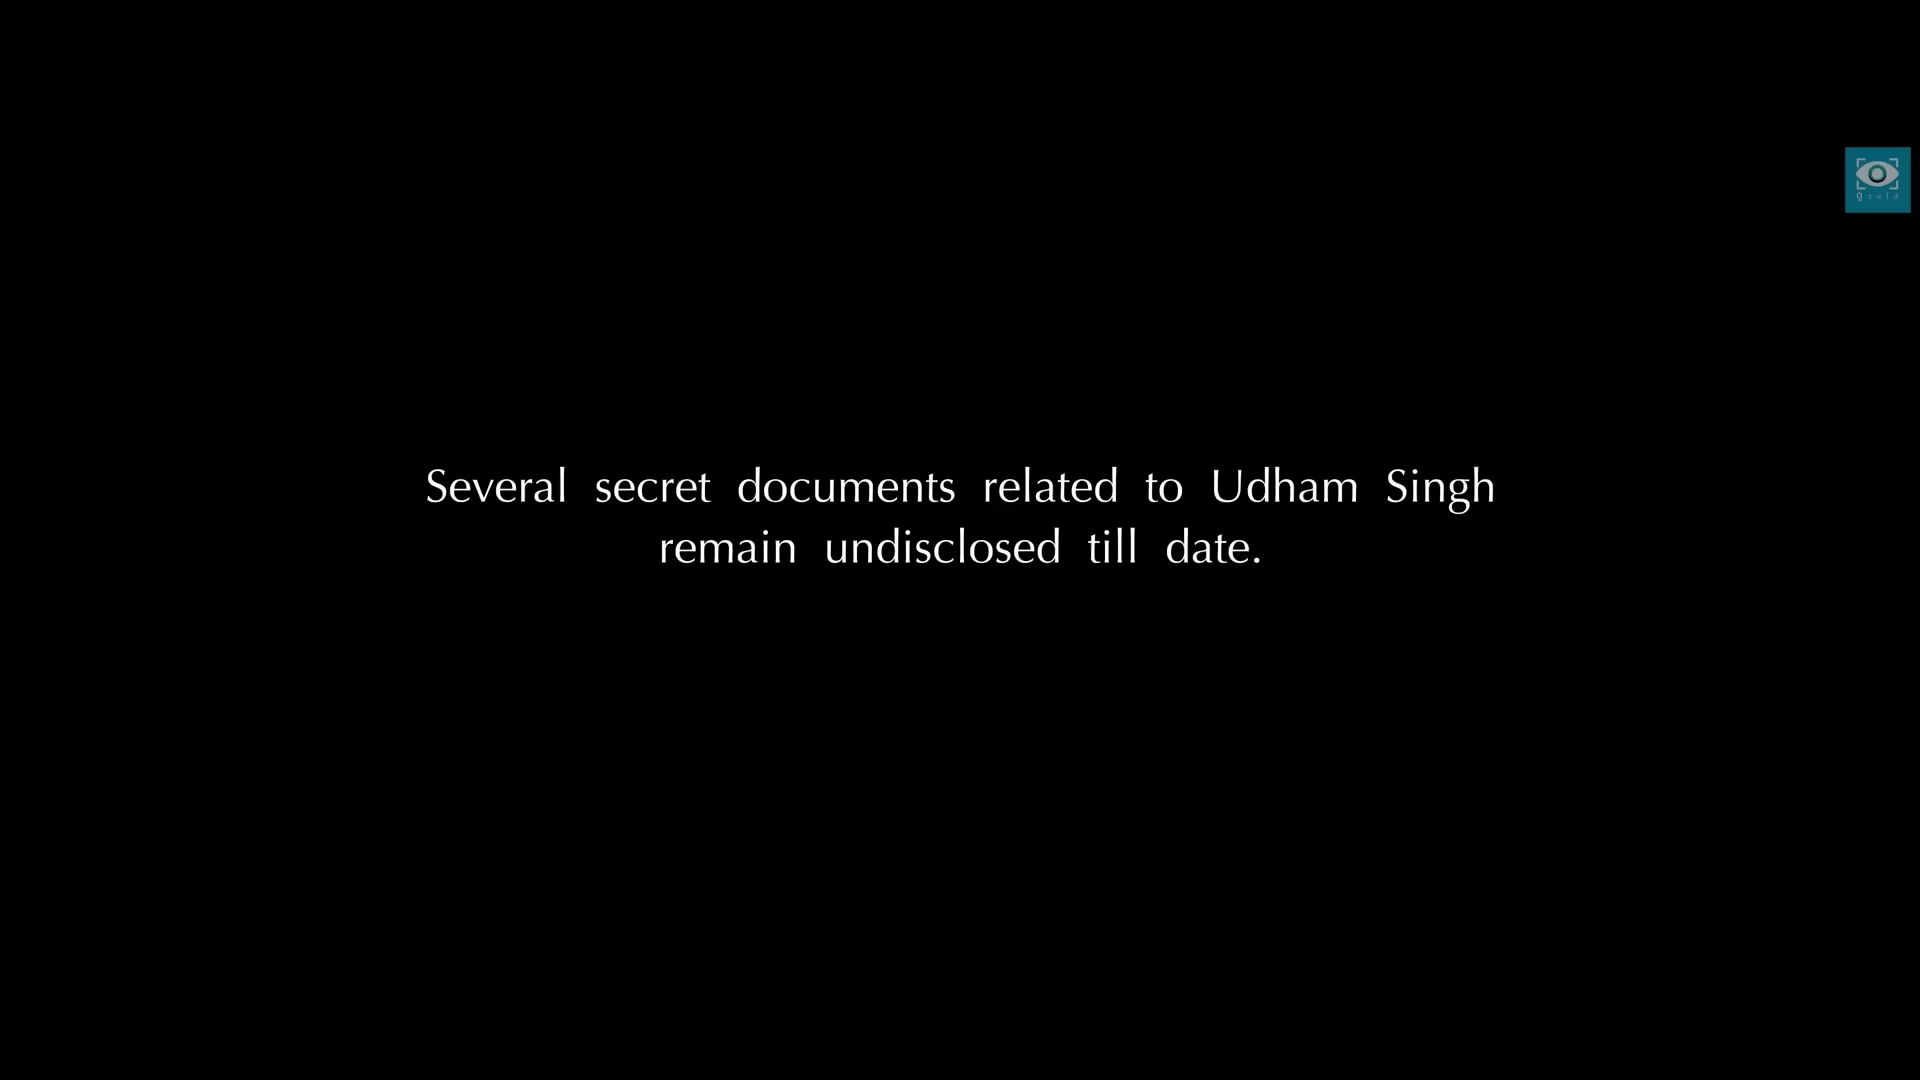 Several secret documents related to Udham Singh
remain undisclosed till date.